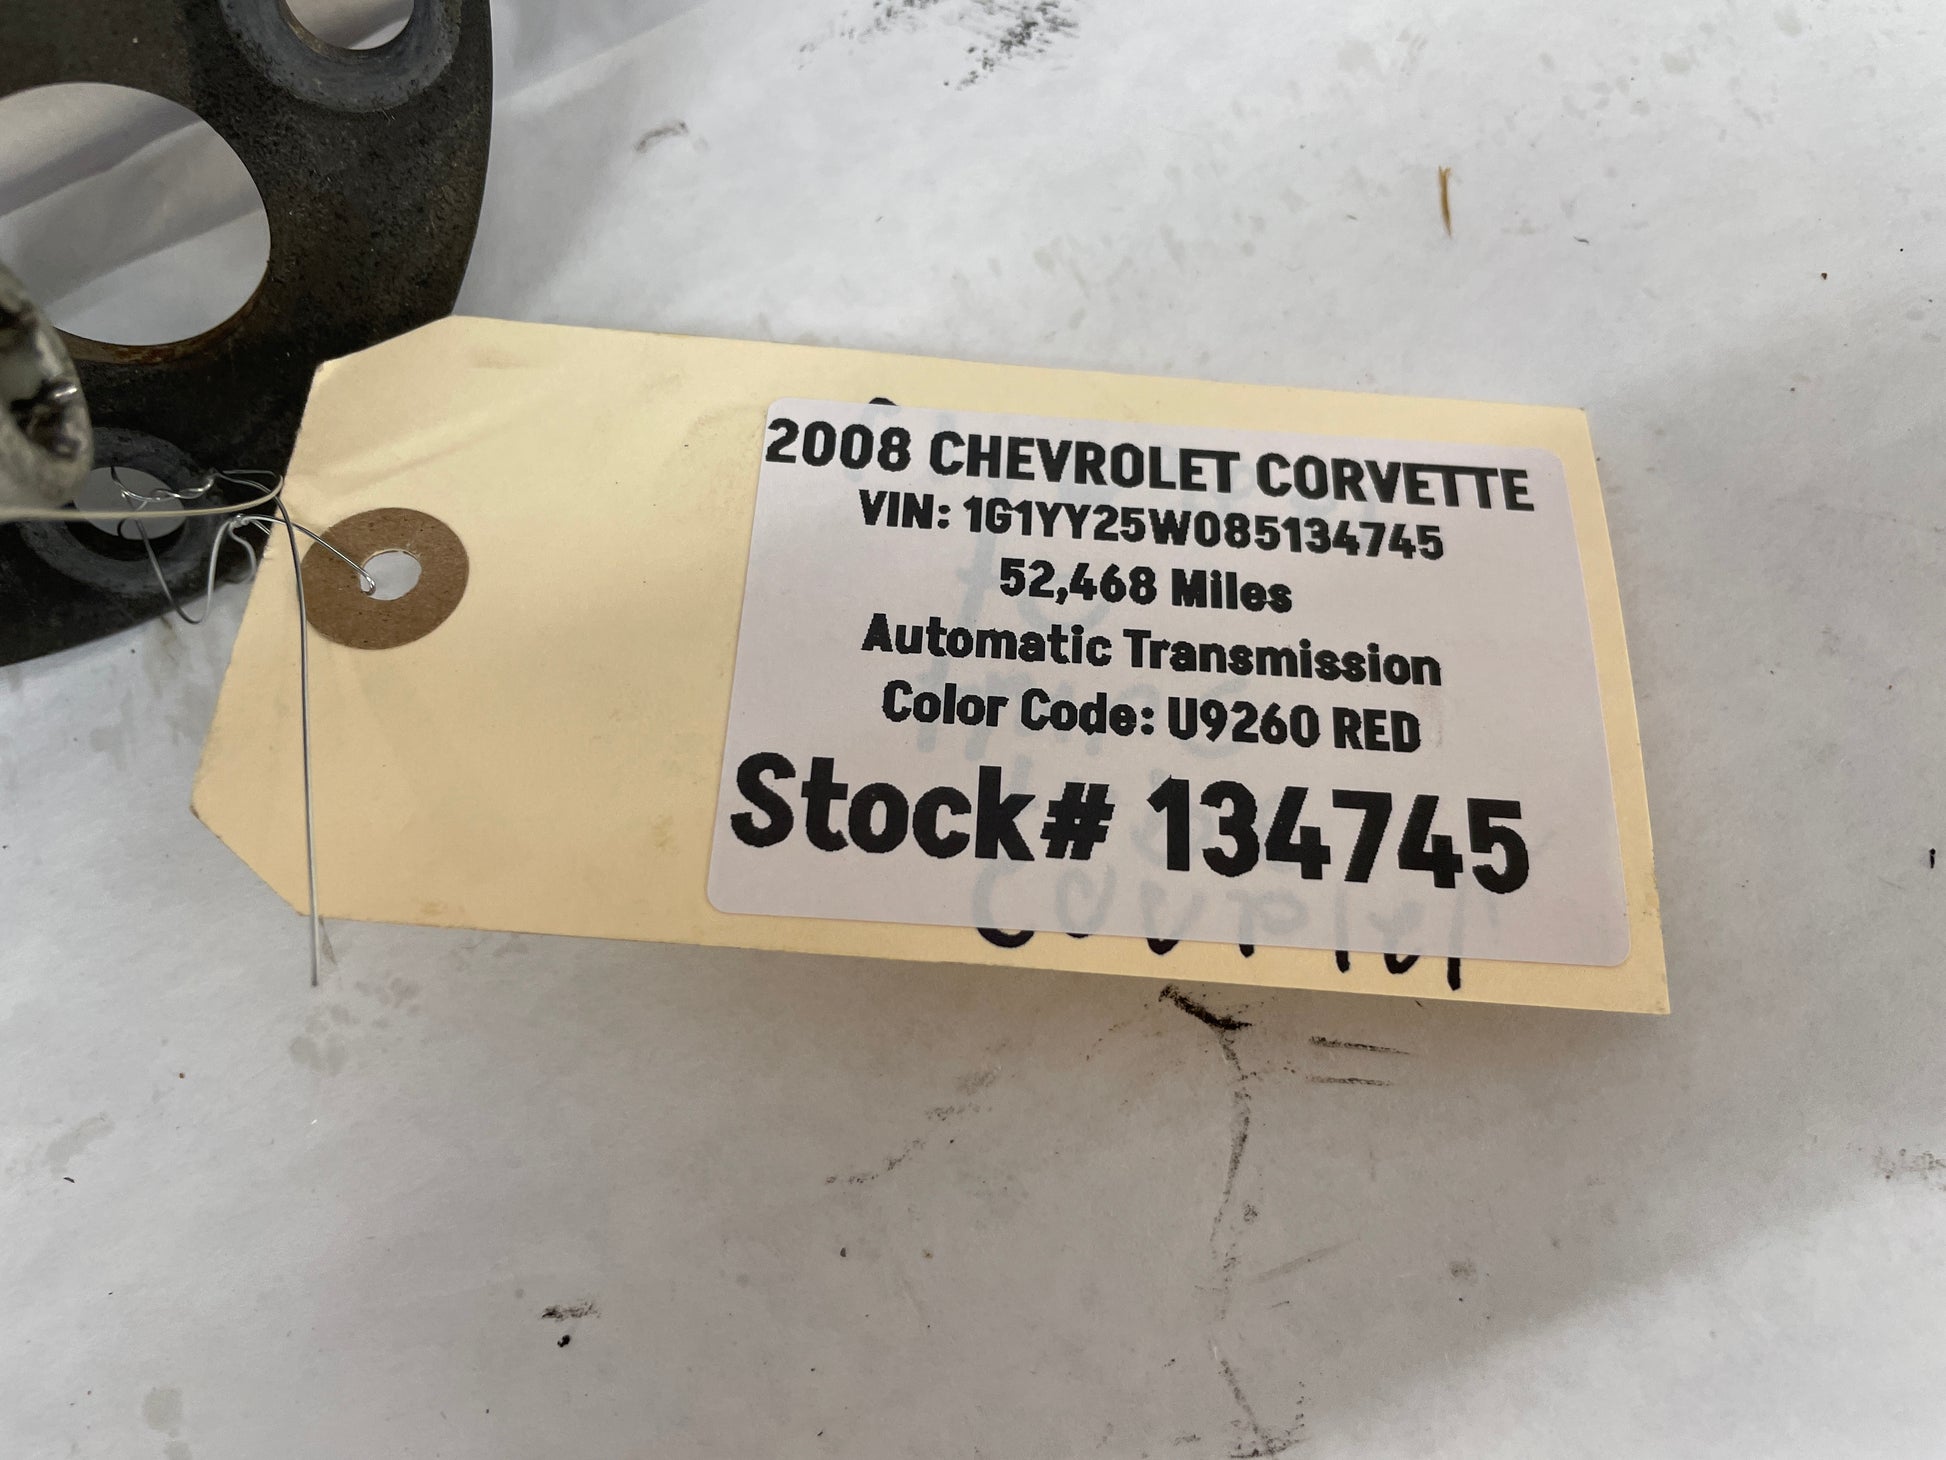 2008 CHEVROLET CORVETTE
VIN: 1G1YY25W085134745
52,468 Miles
Automatic Transmission
Color Code: U9260 RED
Stock# 134745